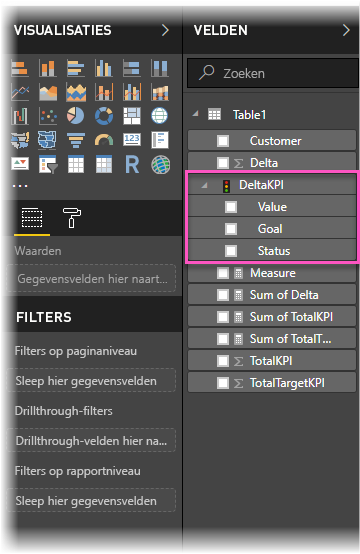 VISUALISATIES
R
...
Waarden
Gegevensvelden hier naart...
FILTERS
Filters op paginaniveau
Sleep hier gegevensvelden
Drillthrough-filters
Drillthrough-velden hier na...
Filters op rapportniveau
Sleep hier gegevensvelden
VELDEN
Zoeken
Table1
Customer
Σ Delta
DeltaKPI
Value
Goal
Status
Measure
Sum of Delta
Sum of TotalKPI
Sum of TotalT...
Σ TotalKPI
Σ TotalTargetKPI